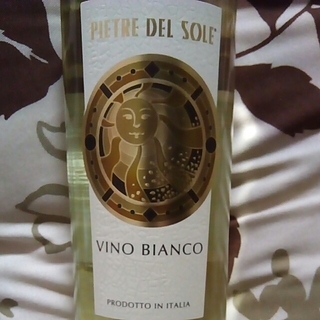 PIETRE DEL SOLE
VINO BIANCO
PRODOTTO IN ITALIA